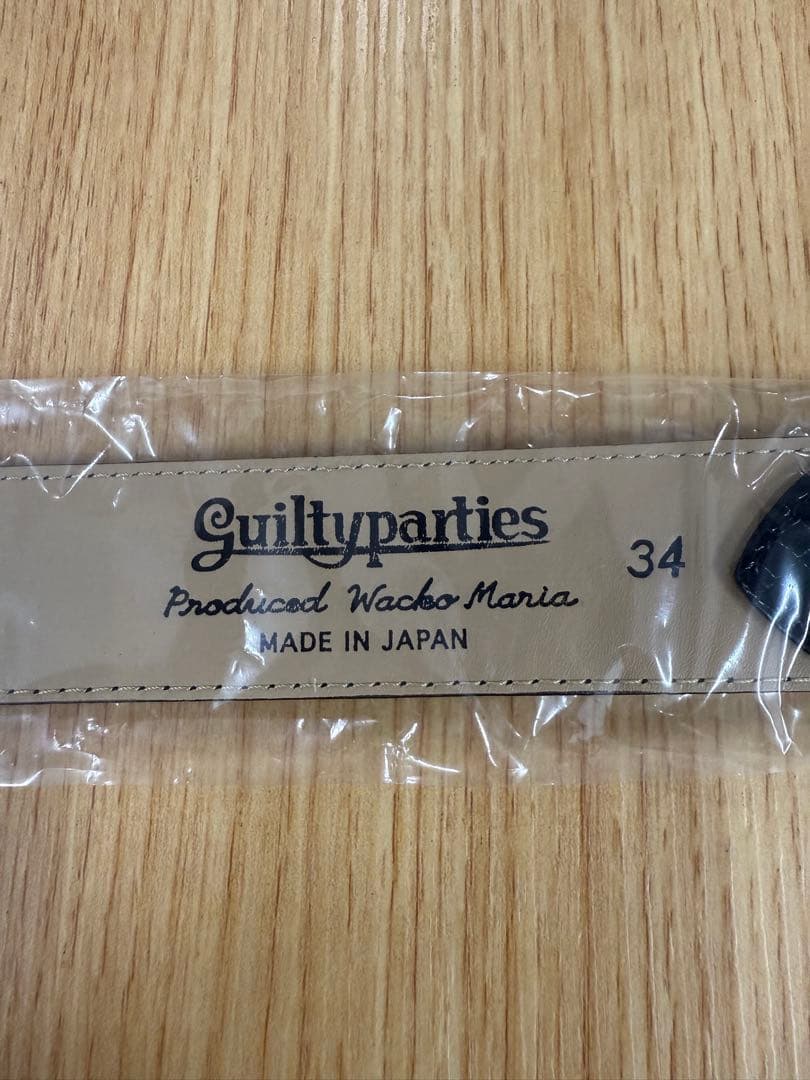 Guiltyparties
Produced Wacko Maria
MADE IN JAPAN
34